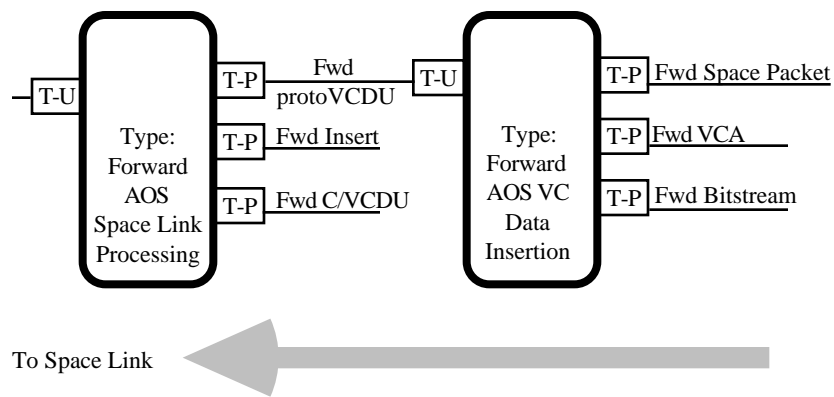 T-U
Type:
Forward
AOS
Space Link
Processing
T-P
Fwd
protoVCDU
T-P
Fwd Insert
T-P
Fwd C/VCDU
T-U
Type:
Forward
AOS VC
Data
Insertion
T-P
Fwd Space Packet
T-P
Fwd VCA
T-P
Fwd Bitstream
To Space Link